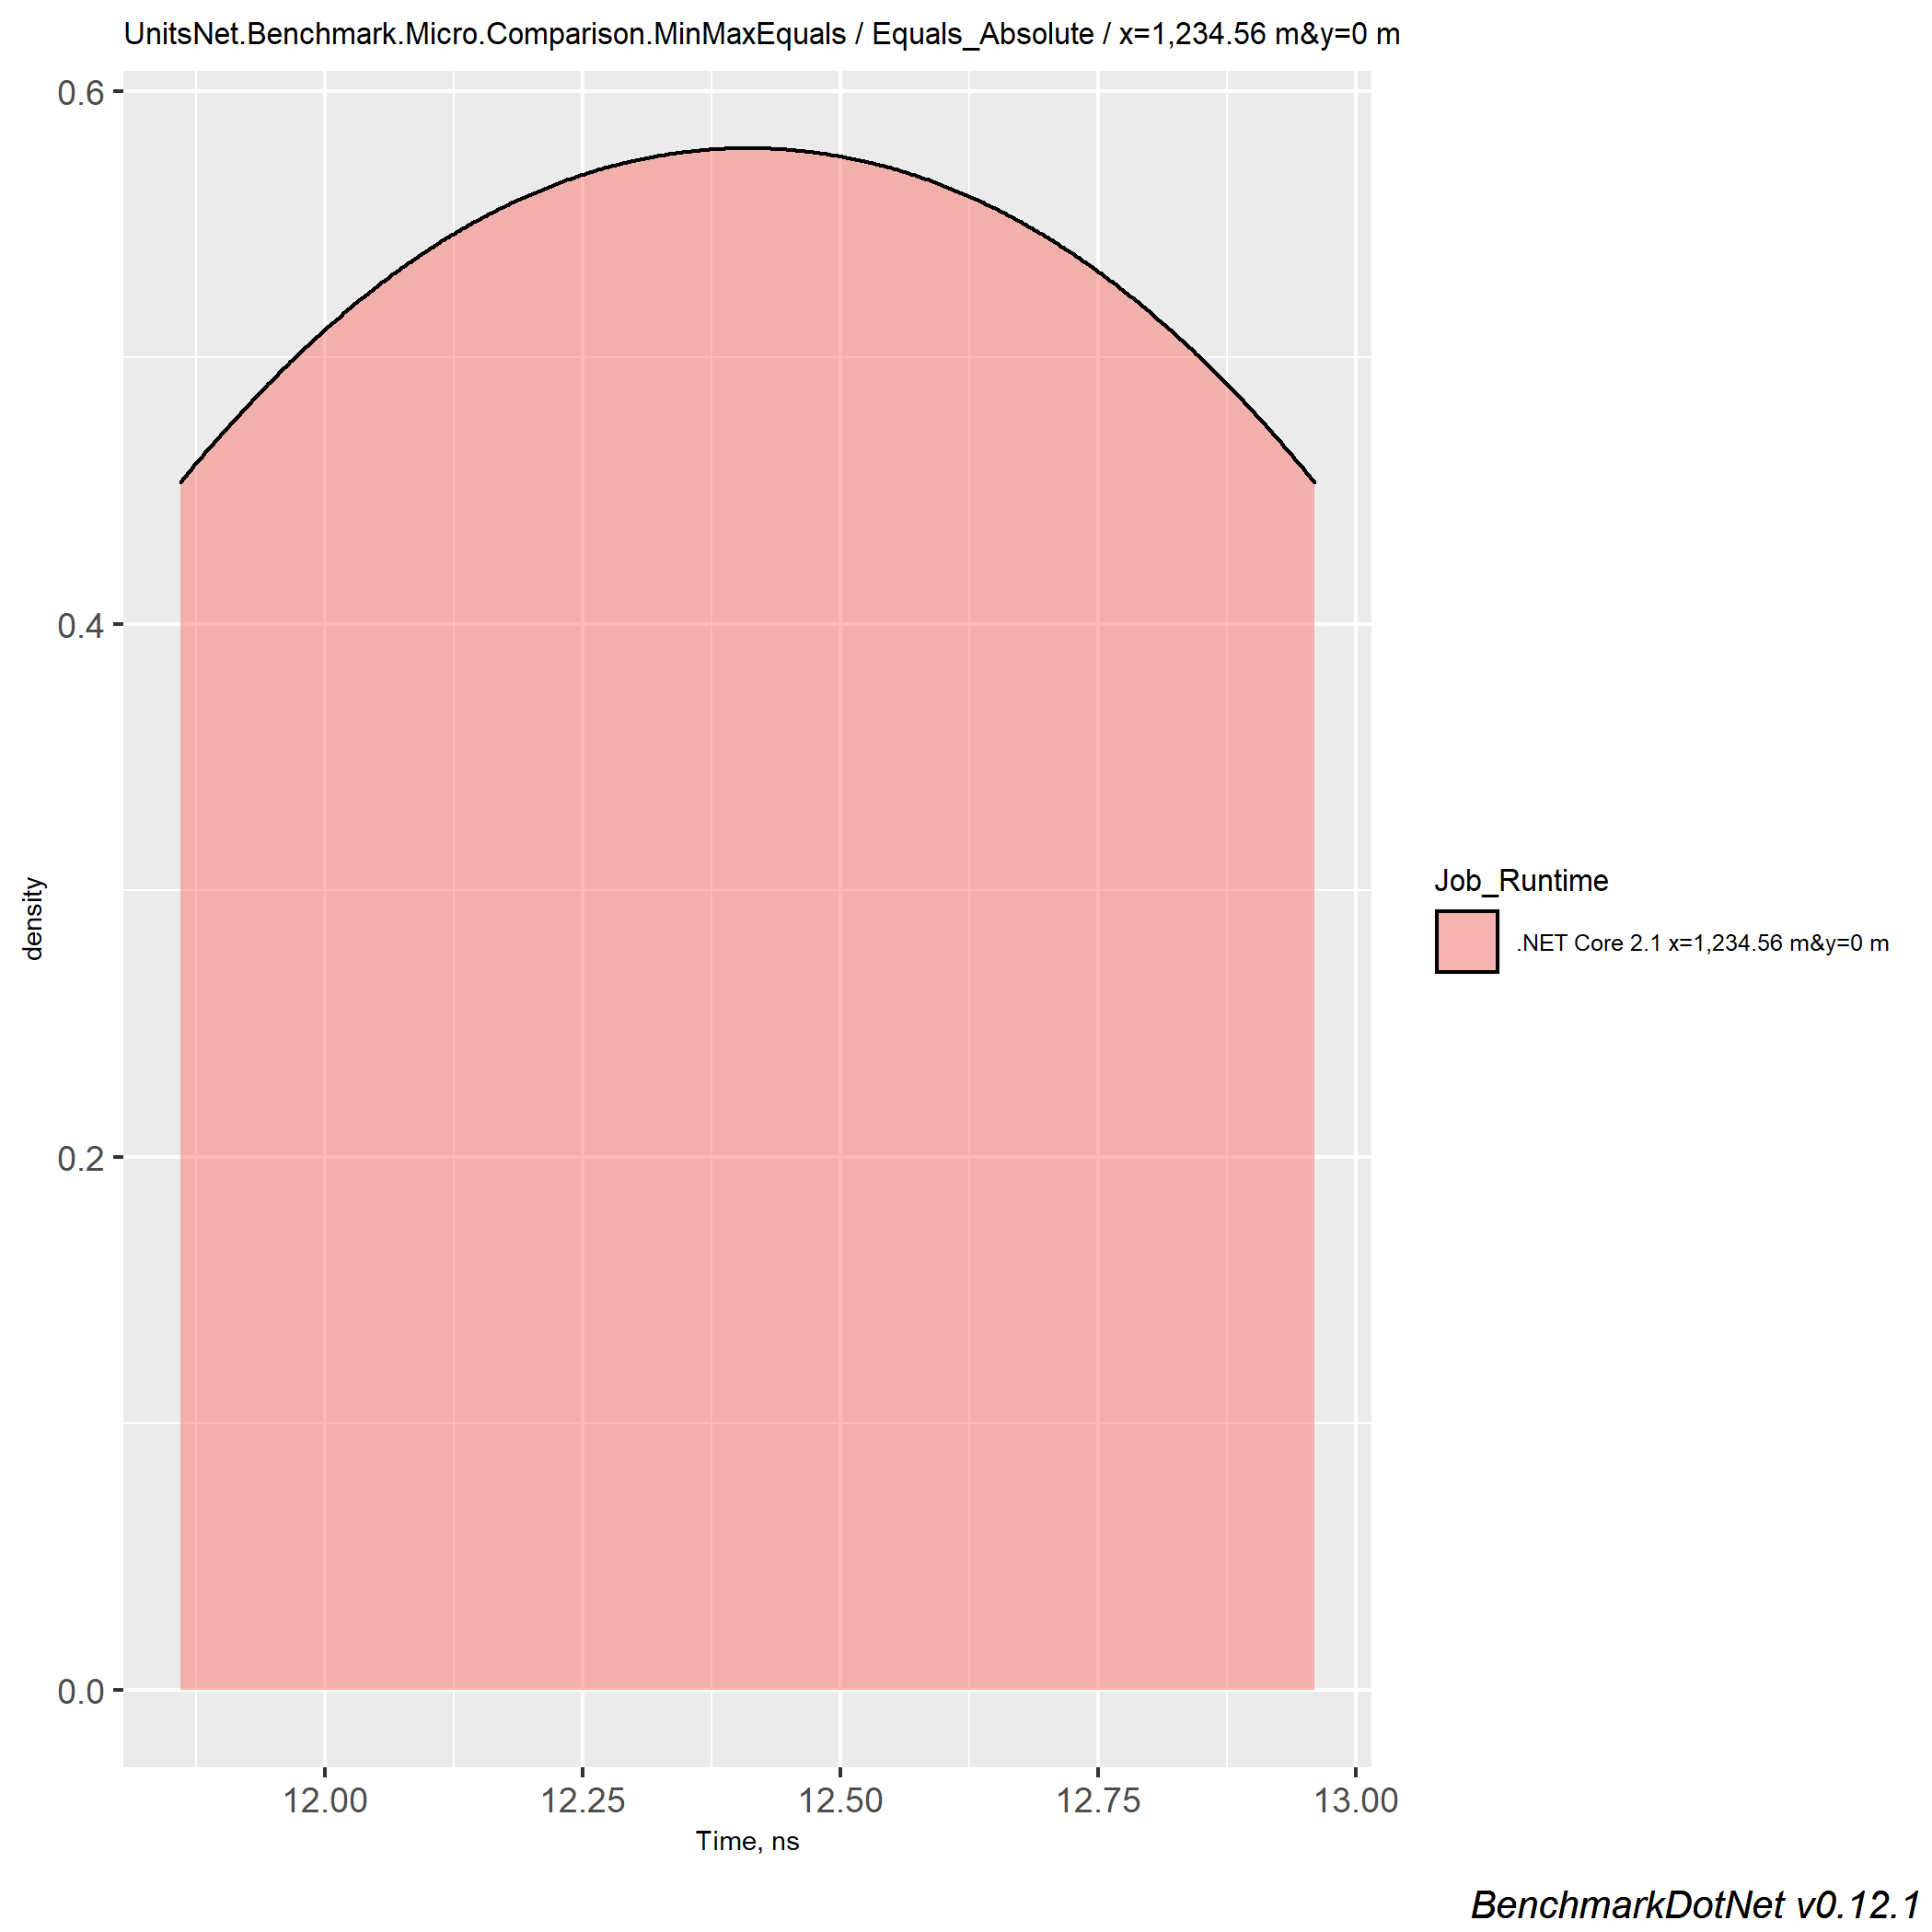 UnitsNet.Benchmark.Micro.Comparison.MinMaxEquals / Equals_Absolute / x=1,234.56 m&y=0 m
0.6
0.4
0.2
0.0
density
12.00 12.25 12.50 12.75 13.00
Time, ns
Job_Runtime
.NET Core 2.1 x=1,234.56 m&y=0 m
BenchmarkDotNet v0.12.1